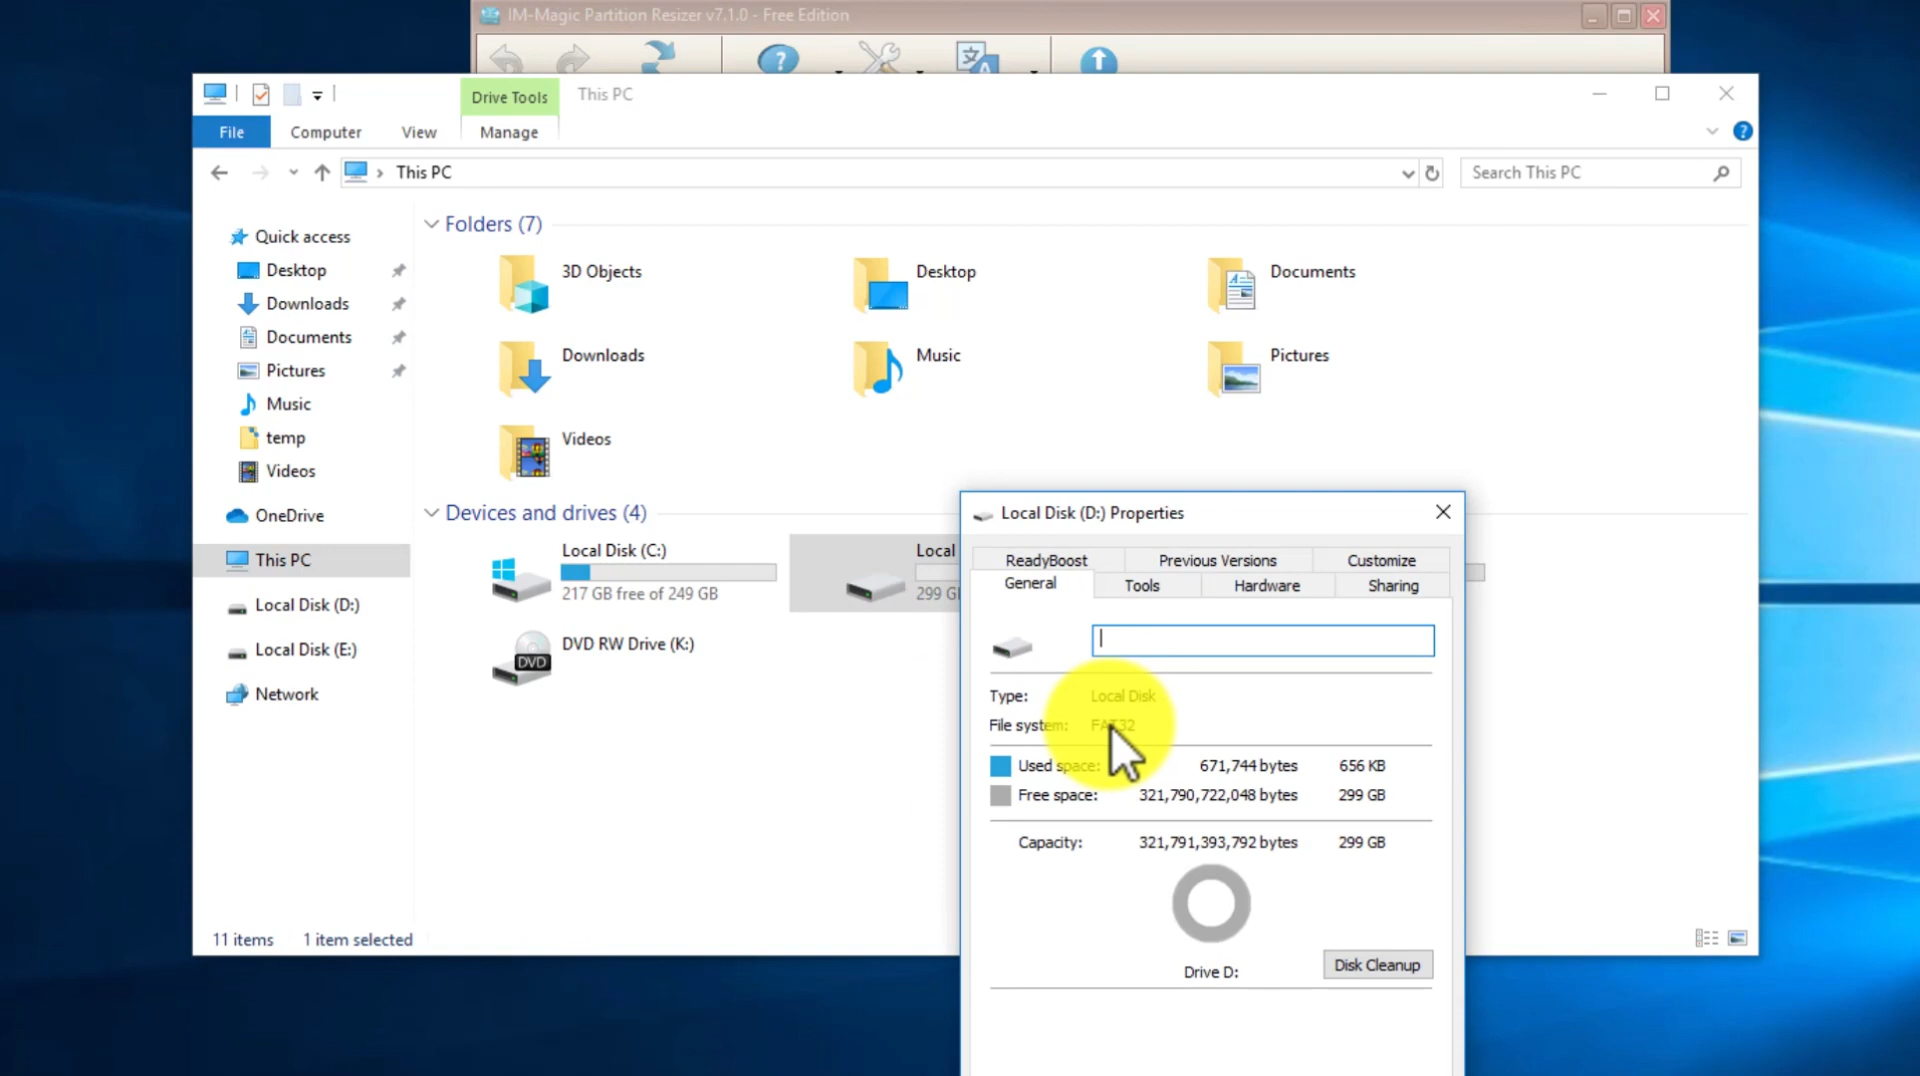 IM-Magic Partition Resizer v7.1.0 - Free Edition
Drive Tools
This PC
File
Computer
View
Manage
This PC
Search This PC
Quick access
Desktop
Downloads
Documents
Pictures
Music
temp
Videos
OneDrive
This PC
Local Disk (D:)
Local Disk (E:)
Network
Folders (7)
3D Objects
Desktop
Documents
Downloads
Music
Pictures
Videos
Devices and drives (4)
Local Disk (C:)
217 GB free of 249 GB
Local
299 G
DVD RW Drive (K:)
DVD
Local Disk (D:) Properties
ReadyBoost
Previous Versions
Customize
General
Tools
Hardware
Sharing
Type: Local Disk
File system: FAT32
Used space: 671,744 bytes 656 KB
Free space: 321,790,722,048 bytes 299 GB
Capacity: 321,791,393,792 bytes 299 GB
Drive D:
Disk Cleanup
11 items
1 item selected